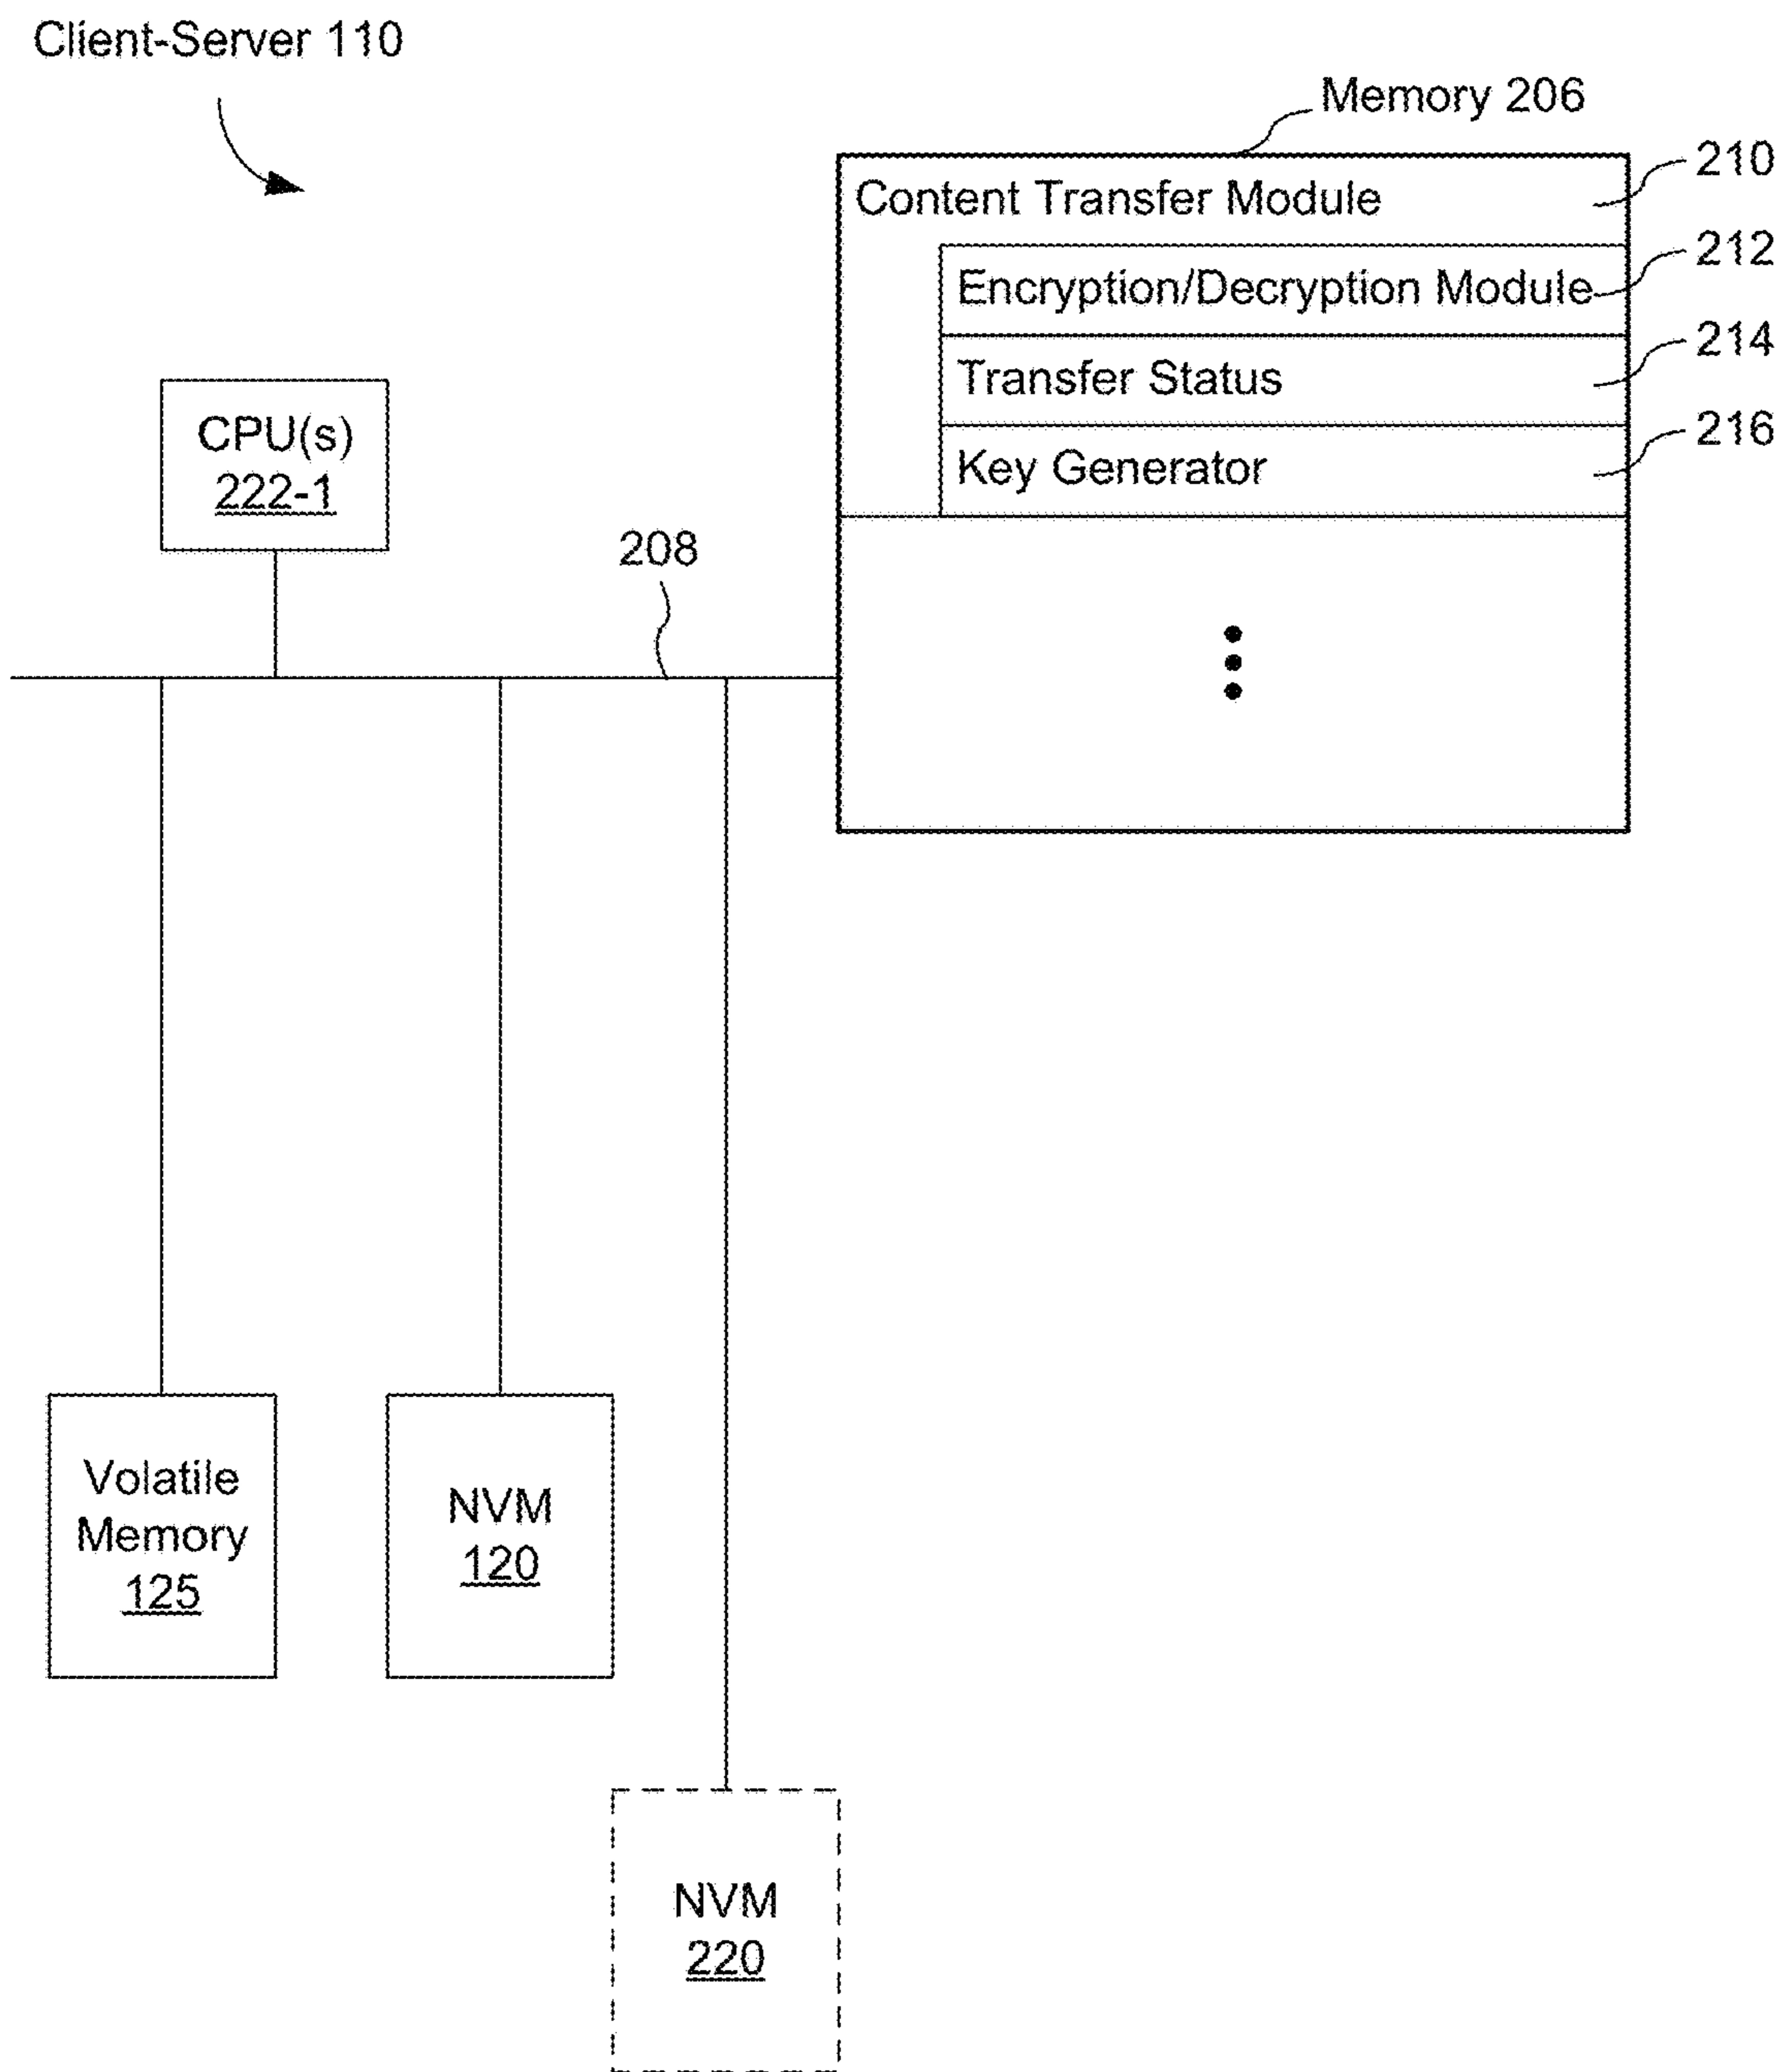 Client-Server 110
Memory 206
210
Content Transfer Module
212
Encryption/Decryption Module
214
Transfer Status
216
Key Generator
CPU(s)
222-1
208
Volatile
Memory
125
NVM
120
NVM
220